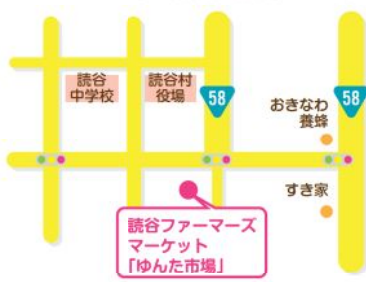 読谷
中学校
読谷村
役場
58
おきなわ
養蜂
58
すき家
読谷ファーマーズ
マーケット
「ゆんた市場」